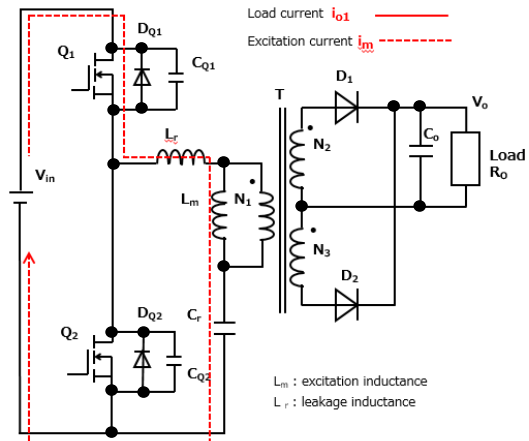 Load current io1
Excitation current im
Q1
DQ1
CQ1
D1
T
Vo
Lr
N2
Co
Load
Ro
Vin
Lm
N1
N3
D2
Cr
Q2
DQ2
CQ2
Lm : excitation inductance
L r : leakage inductance